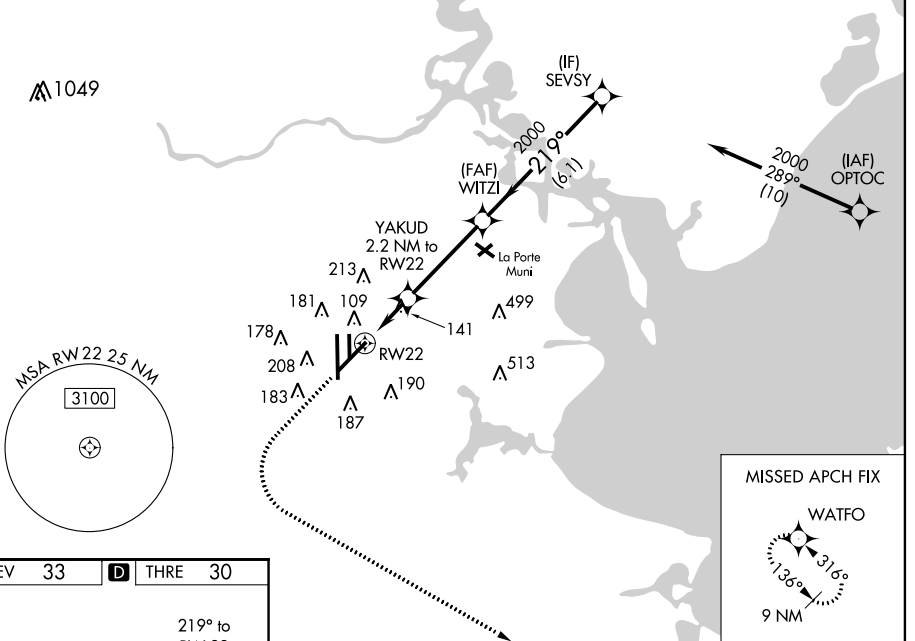 1049
(IF)
SEVSY
2000
219°
(6.1)
2000
289°
(10)
(IAF)
OPTOC
(FAF)
WITZI
YAKUD
2.2 NM to
RW22
La Porte
Muni
213
181
109
499
141
178
RW22
208
513
183
190
187
MSA RW22 25 NM
3100
MISSED APCH FIX
WATFO
316°
136°
9 NM
EV 33
D
THRE 30
219° to